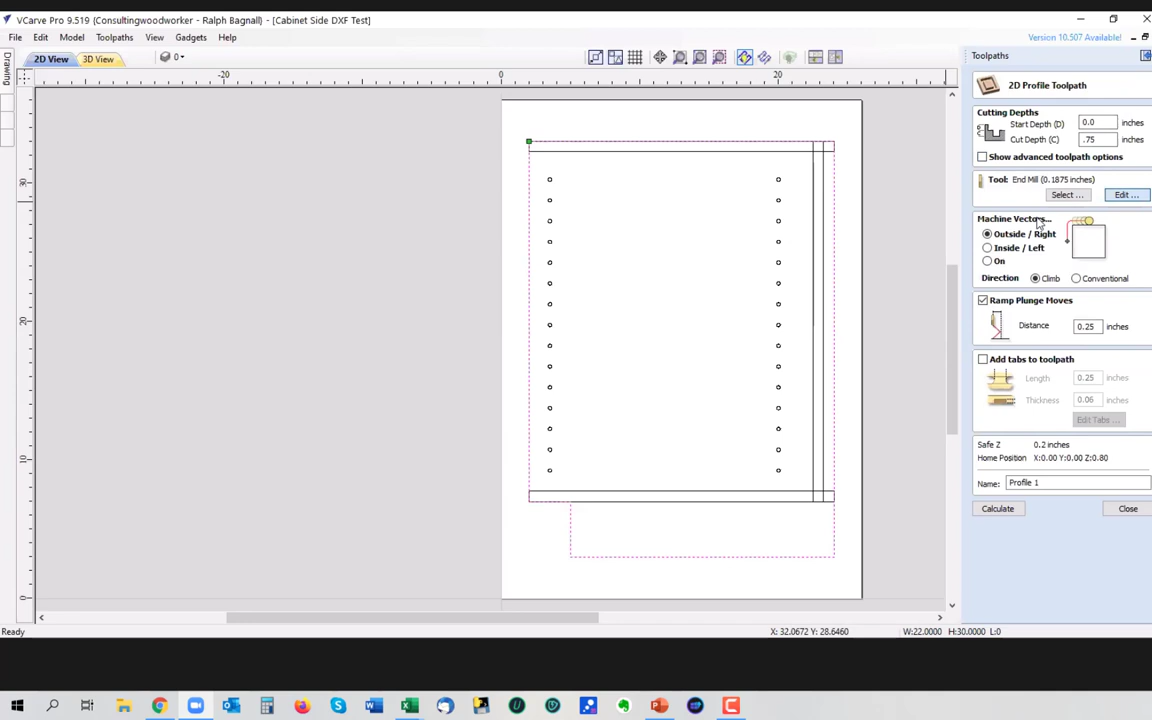 VCarve Pro 9.519 (Consultingwoodworker - Ralph Bagnall) - [Cabinet Side DXF Test]
File Edit Model Toolpaths View Gadgets Help
Version 10.507 Available!
2D View 3D View 0
Drawing
Toolpaths
-20 0 20
2D Profile Toolpath
Cutting Depths
Start Depth (D) 0.0 inches
Cut Depth (C) .75 inches
Show advanced toolpath options
Tool: End Mill (0.1875 inches)
Select ... Edit ...
30
Machine Vectors...
Outside / Right
Inside / Left
On
Direction Climb Conventional
Ramp Plunge Moves
20
Distance 0.25 inches
Add tabs to toolpath
Length 0.25 inches
Thickness 0.06 inches
Edit Tabs ...
Safe Z 0.2 inches
10
Home Position X:0.00 Y:0.00 Z:0.80
Name: Profile 1
Calculate Close
0
Ready
X: 32.0672 Y: 28.6460 W:22.0000 H:30.0000 L:0